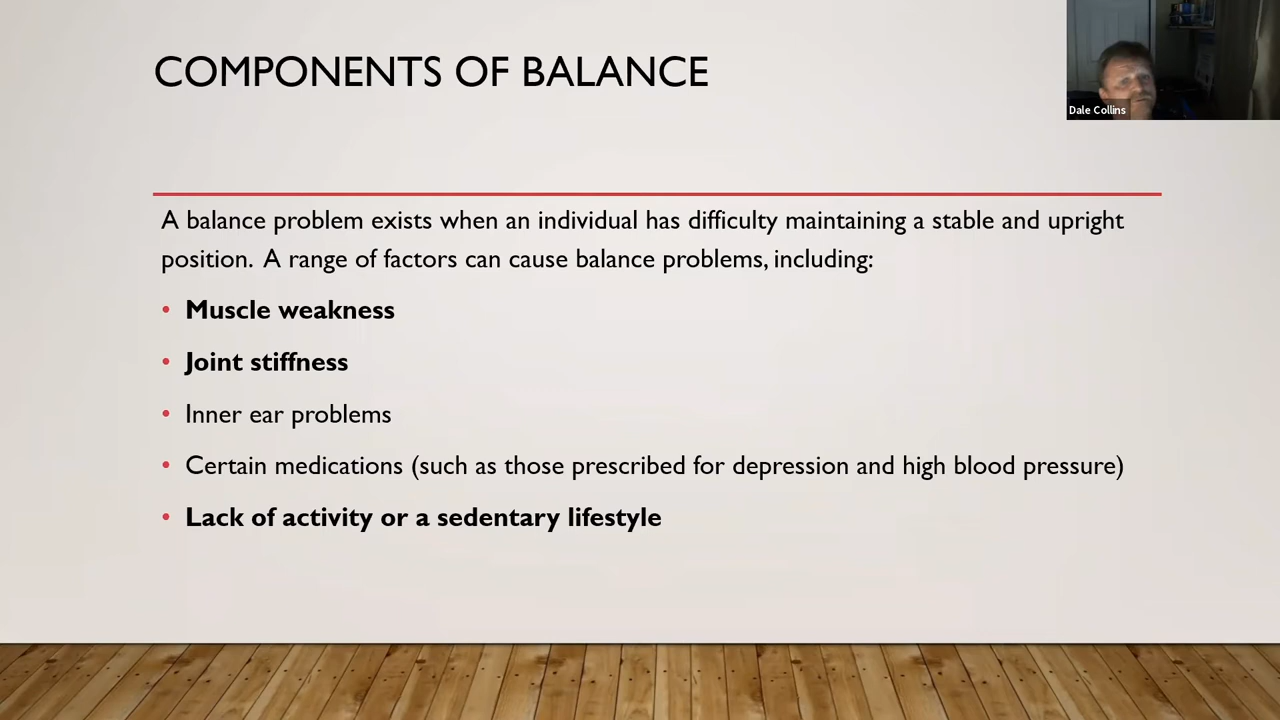 COMPONENTS OF BALANCE
Dale Collins
A balance problem exists when an individual has difficulty maintaining a stable and upright
position. A range of factors can cause balance problems, including:
• Muscle weakness
• Joint stiffness
• Inner ear problems
• Certain medications (such as those prescribed for depression and high blood pressure)
• Lack of activity or a sedentary lifestyle